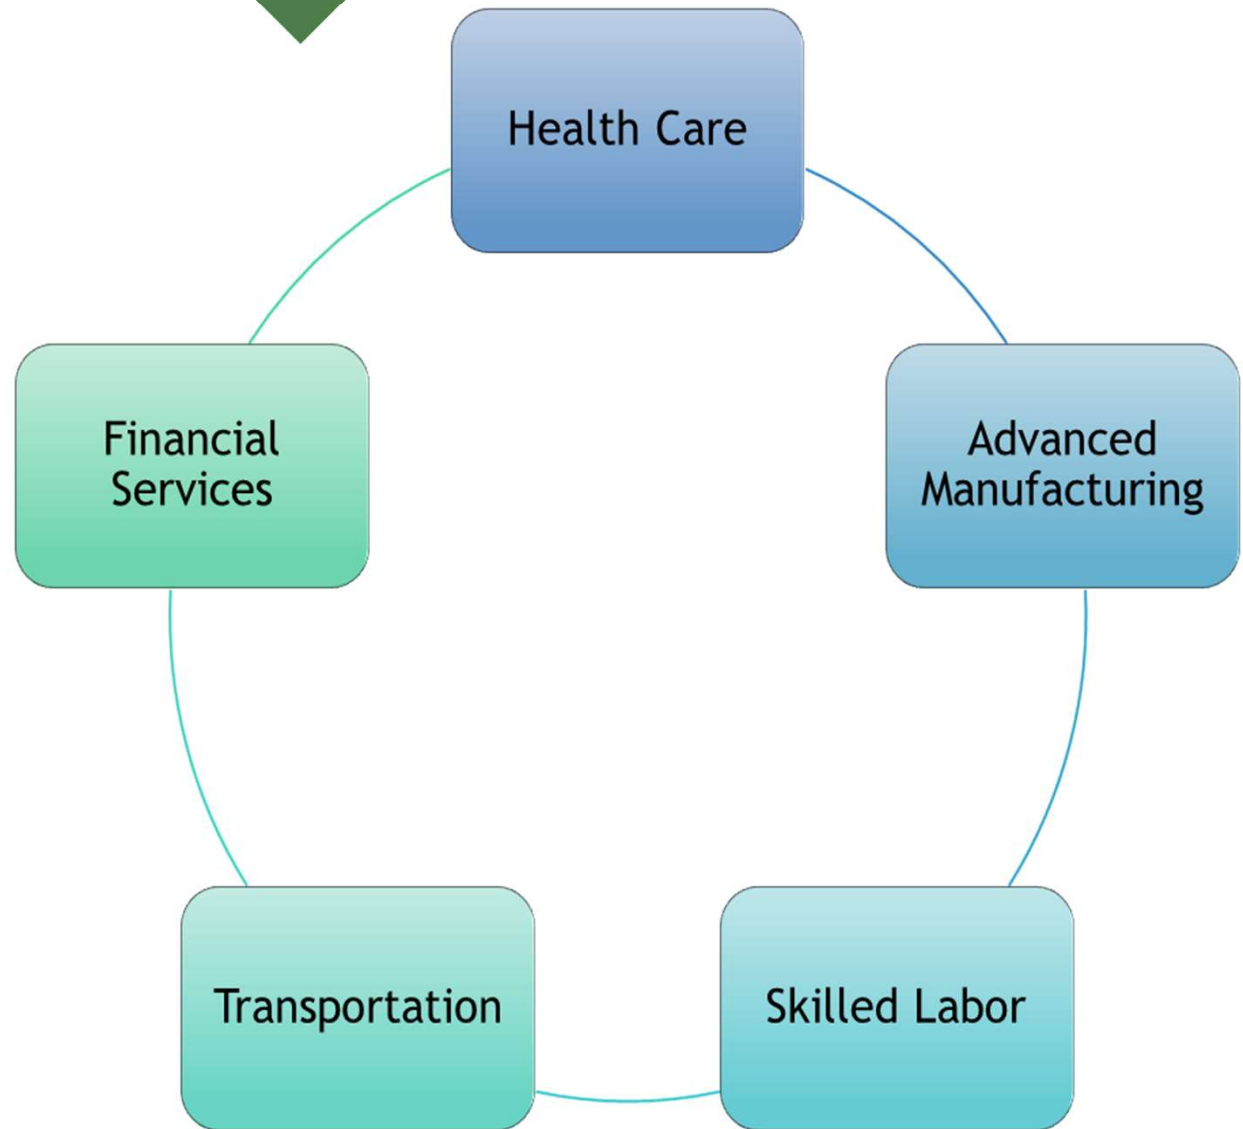 Health Care
Advanced
Manufacturing
Skilled Labor
Transportation
Financial
Services